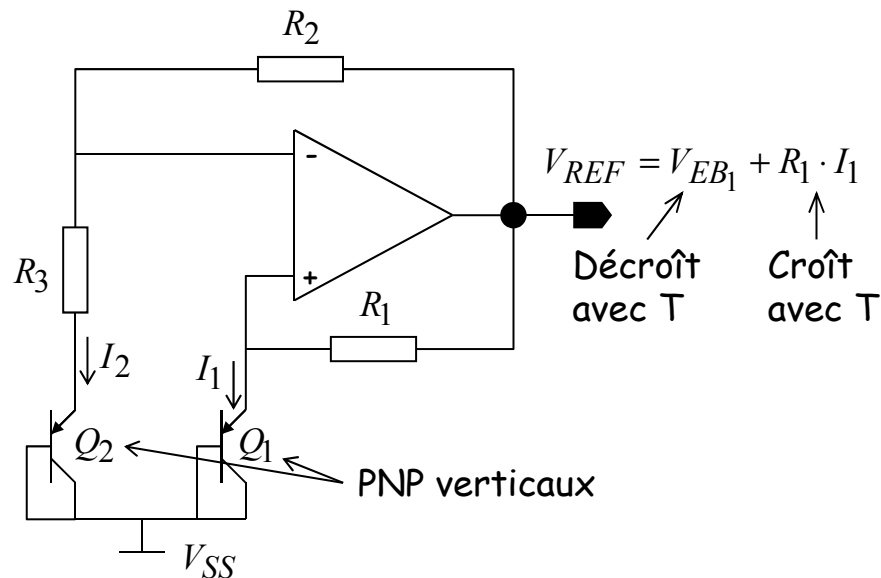 R2
-
VREF = VEB1 + R1 · I1
R3
+
Décroît
avec T
Croît
avec T
R1
I2
I1
Q2
Q1
PNP verticaux
VSS